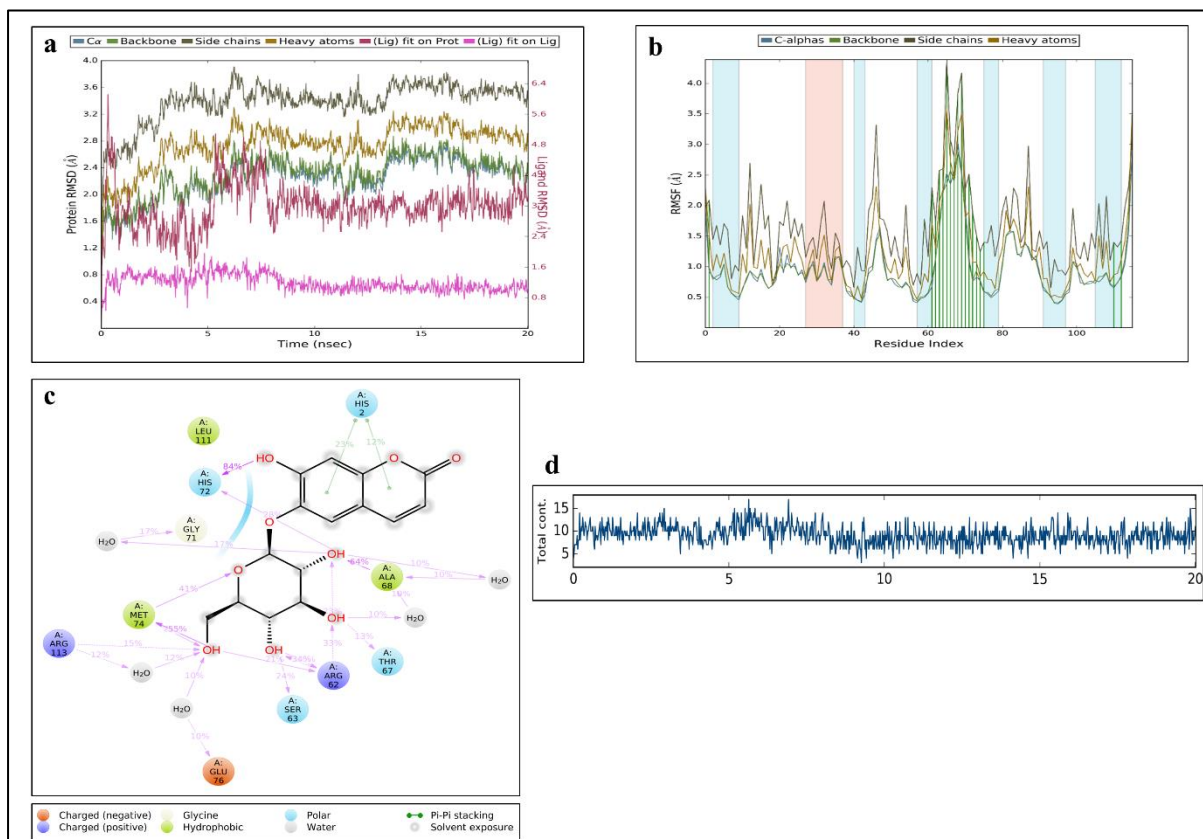 a
Cα Backbone Side chains Heavy atoms (Lig) fit on Prot (Lig) fit on Lig
4.0
3.6
3.2
2.8
2.4
2.0
1.6
1.2
0.8
0.4
Protein RMSD (Å)
6.4
5.6
4.8
4.0
3.2
2.4
1.6
0.8
Ligand RMSD (Å)
0 5 10 15 20
Time (nsec)
b
C-alphas Backbone Side chains Heavy atoms
4.0
3.5
3.0
2.5
2.0
1.5
1.0
0.5
RMSF (Å)
0 20 40 60 80 100
Residue Index
c
A:
HIS
2
A:
LEU
111
23% 12%
HO
84%
O O
A:
HIS
72
A:
GLY
71
O
17%
H₂O
17%
OH
64%
10%
A:
ALA
68
10%
H₂O
O
41%
A:
MET
74
55%
H₂O
OH
10%
A:
ARG
113
15%
12%
H₂O
12%
OH
OH
33%
13%
A:
THR
67
A:
ARG
62
10%
24%
H₂O
A:
SER
63
10%
A:
GLU
76
Charged (negative) Glycine Polar Pi-Pi stacking
Charged (positive) Hydrophobic Water Solvent exposure
d
Total cont.
15
10
5
0 5 10 15 20